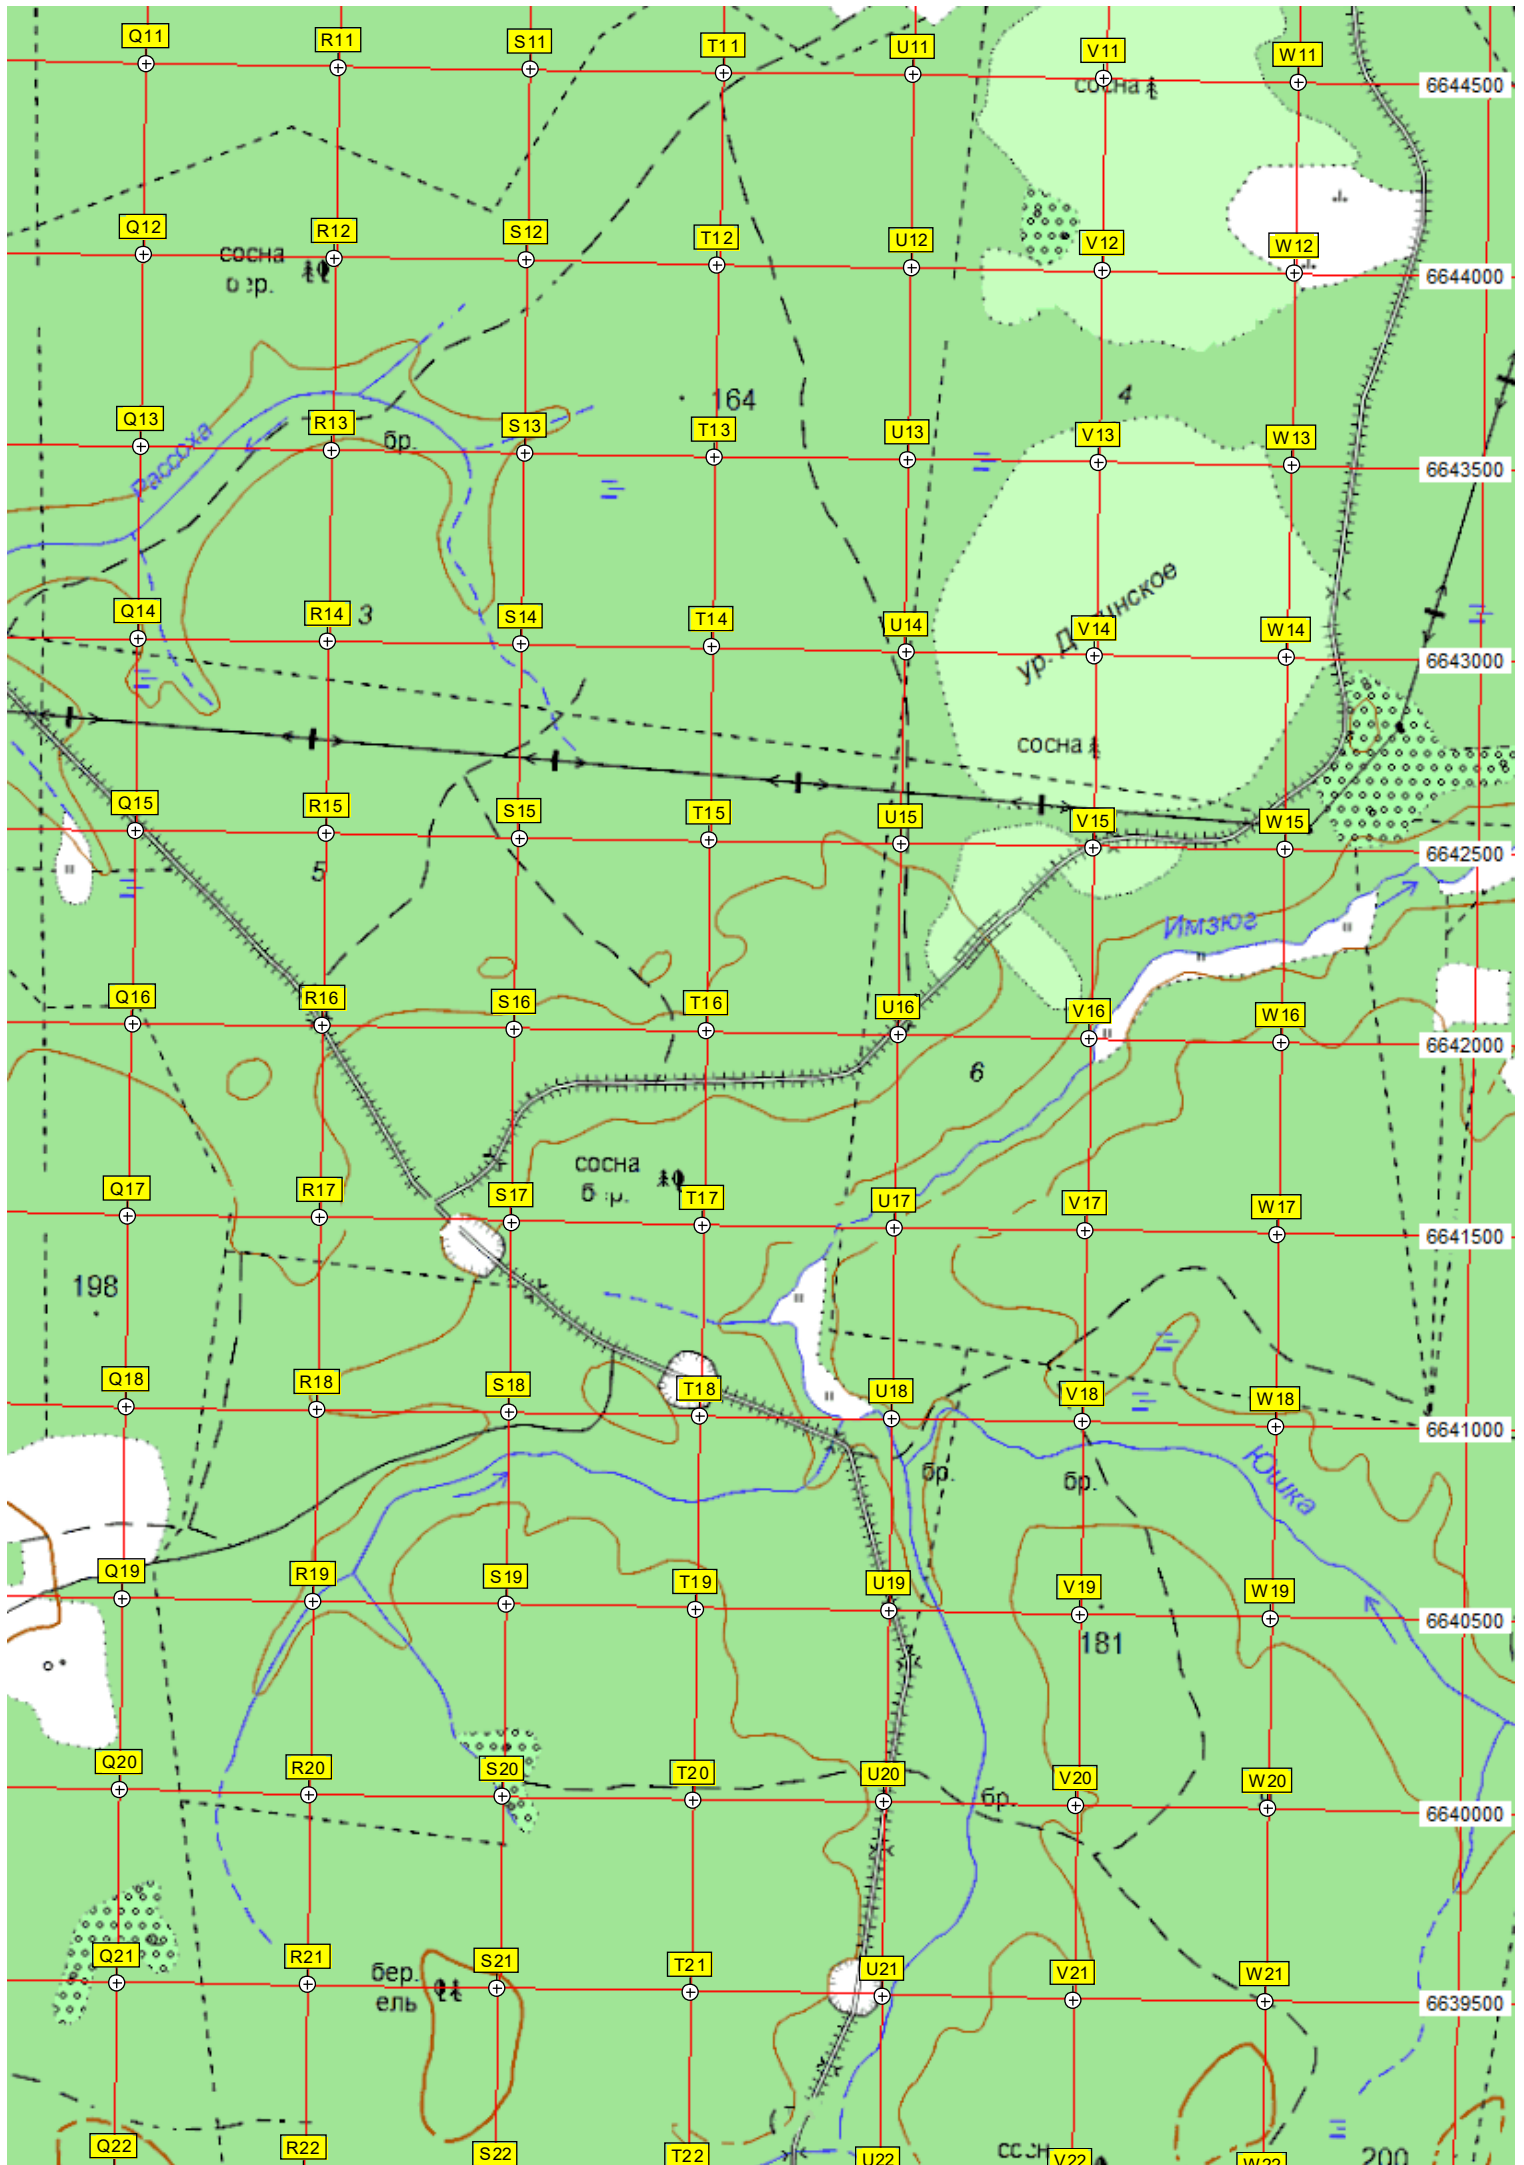 Q11 R11 S11 T11 U11 V11 W11
сосна
6644500
Q12 R12 S12 T12 U12 V12 W12
сосна
6644000
164
4
Q13 R13 S13 T13 U13 V13 W13
бр.
Рассоха
6643500
Q14 R14 S14 T14 U14 V14 W14
3
ур.
6643000
сосна
Q15 R15 S15 T15 U15 V15 W15
6642500
5
Имзюг
Q16 R16 S16 T16 U16 V16 W16
6642000
6
сосна
Q17 R17 S17 T17 U17 V17 W17
6641500
198
Q18 R18 S18 T18 U18 V18 W18
6641000
бр.
бр.
Юшка
Q19 R19 S19 T19 U19 V19 W19
6640500
181
Q20 R20 S20 T20 U20 V20 W20
бр.
6640000
Q21 R21 S21 T21 U21 V21 W21
бер.
ель
6639500
Q22 R22 S22 T22 U22 V22 W22
200